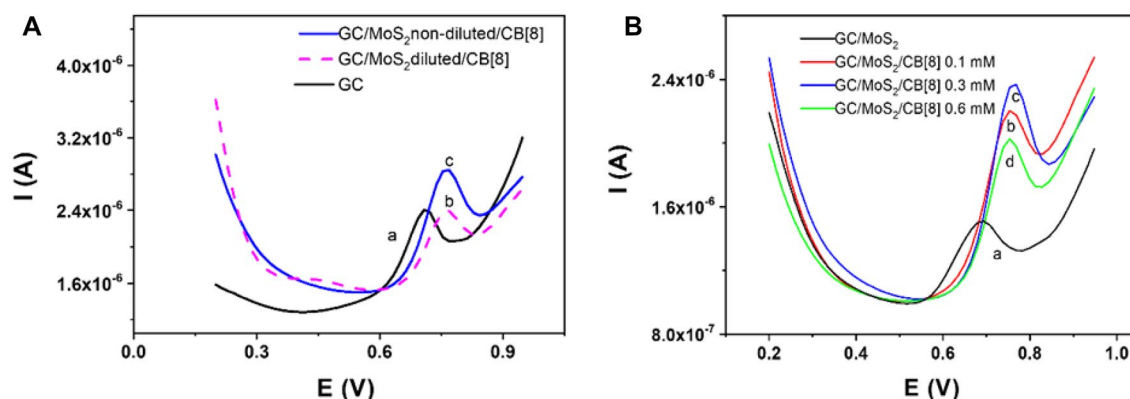 A
GC/MoS₂non-diluted/CB[8]
GC/MoS₂diluted/CB[8]
GC
4.0x10⁻⁶
3.2x10⁻⁶
2.4x10⁻⁶
1.6x10⁻⁶
I (A)
a
b
c
0.0 0.3 0.6 0.9
E (V)
B
GC/MoS₂
GC/MoS₂/CB[8] 0.1 mM
GC/MoS₂/CB[8] 0.3 mM
GC/MoS₂/CB[8] 0.6 mM
2.4x10⁻⁶
1.6x10⁻⁶
8.0x10⁻⁷
I (A)
c
b
d
a
0.2 0.4 0.6 0.8 1.0
E (V)